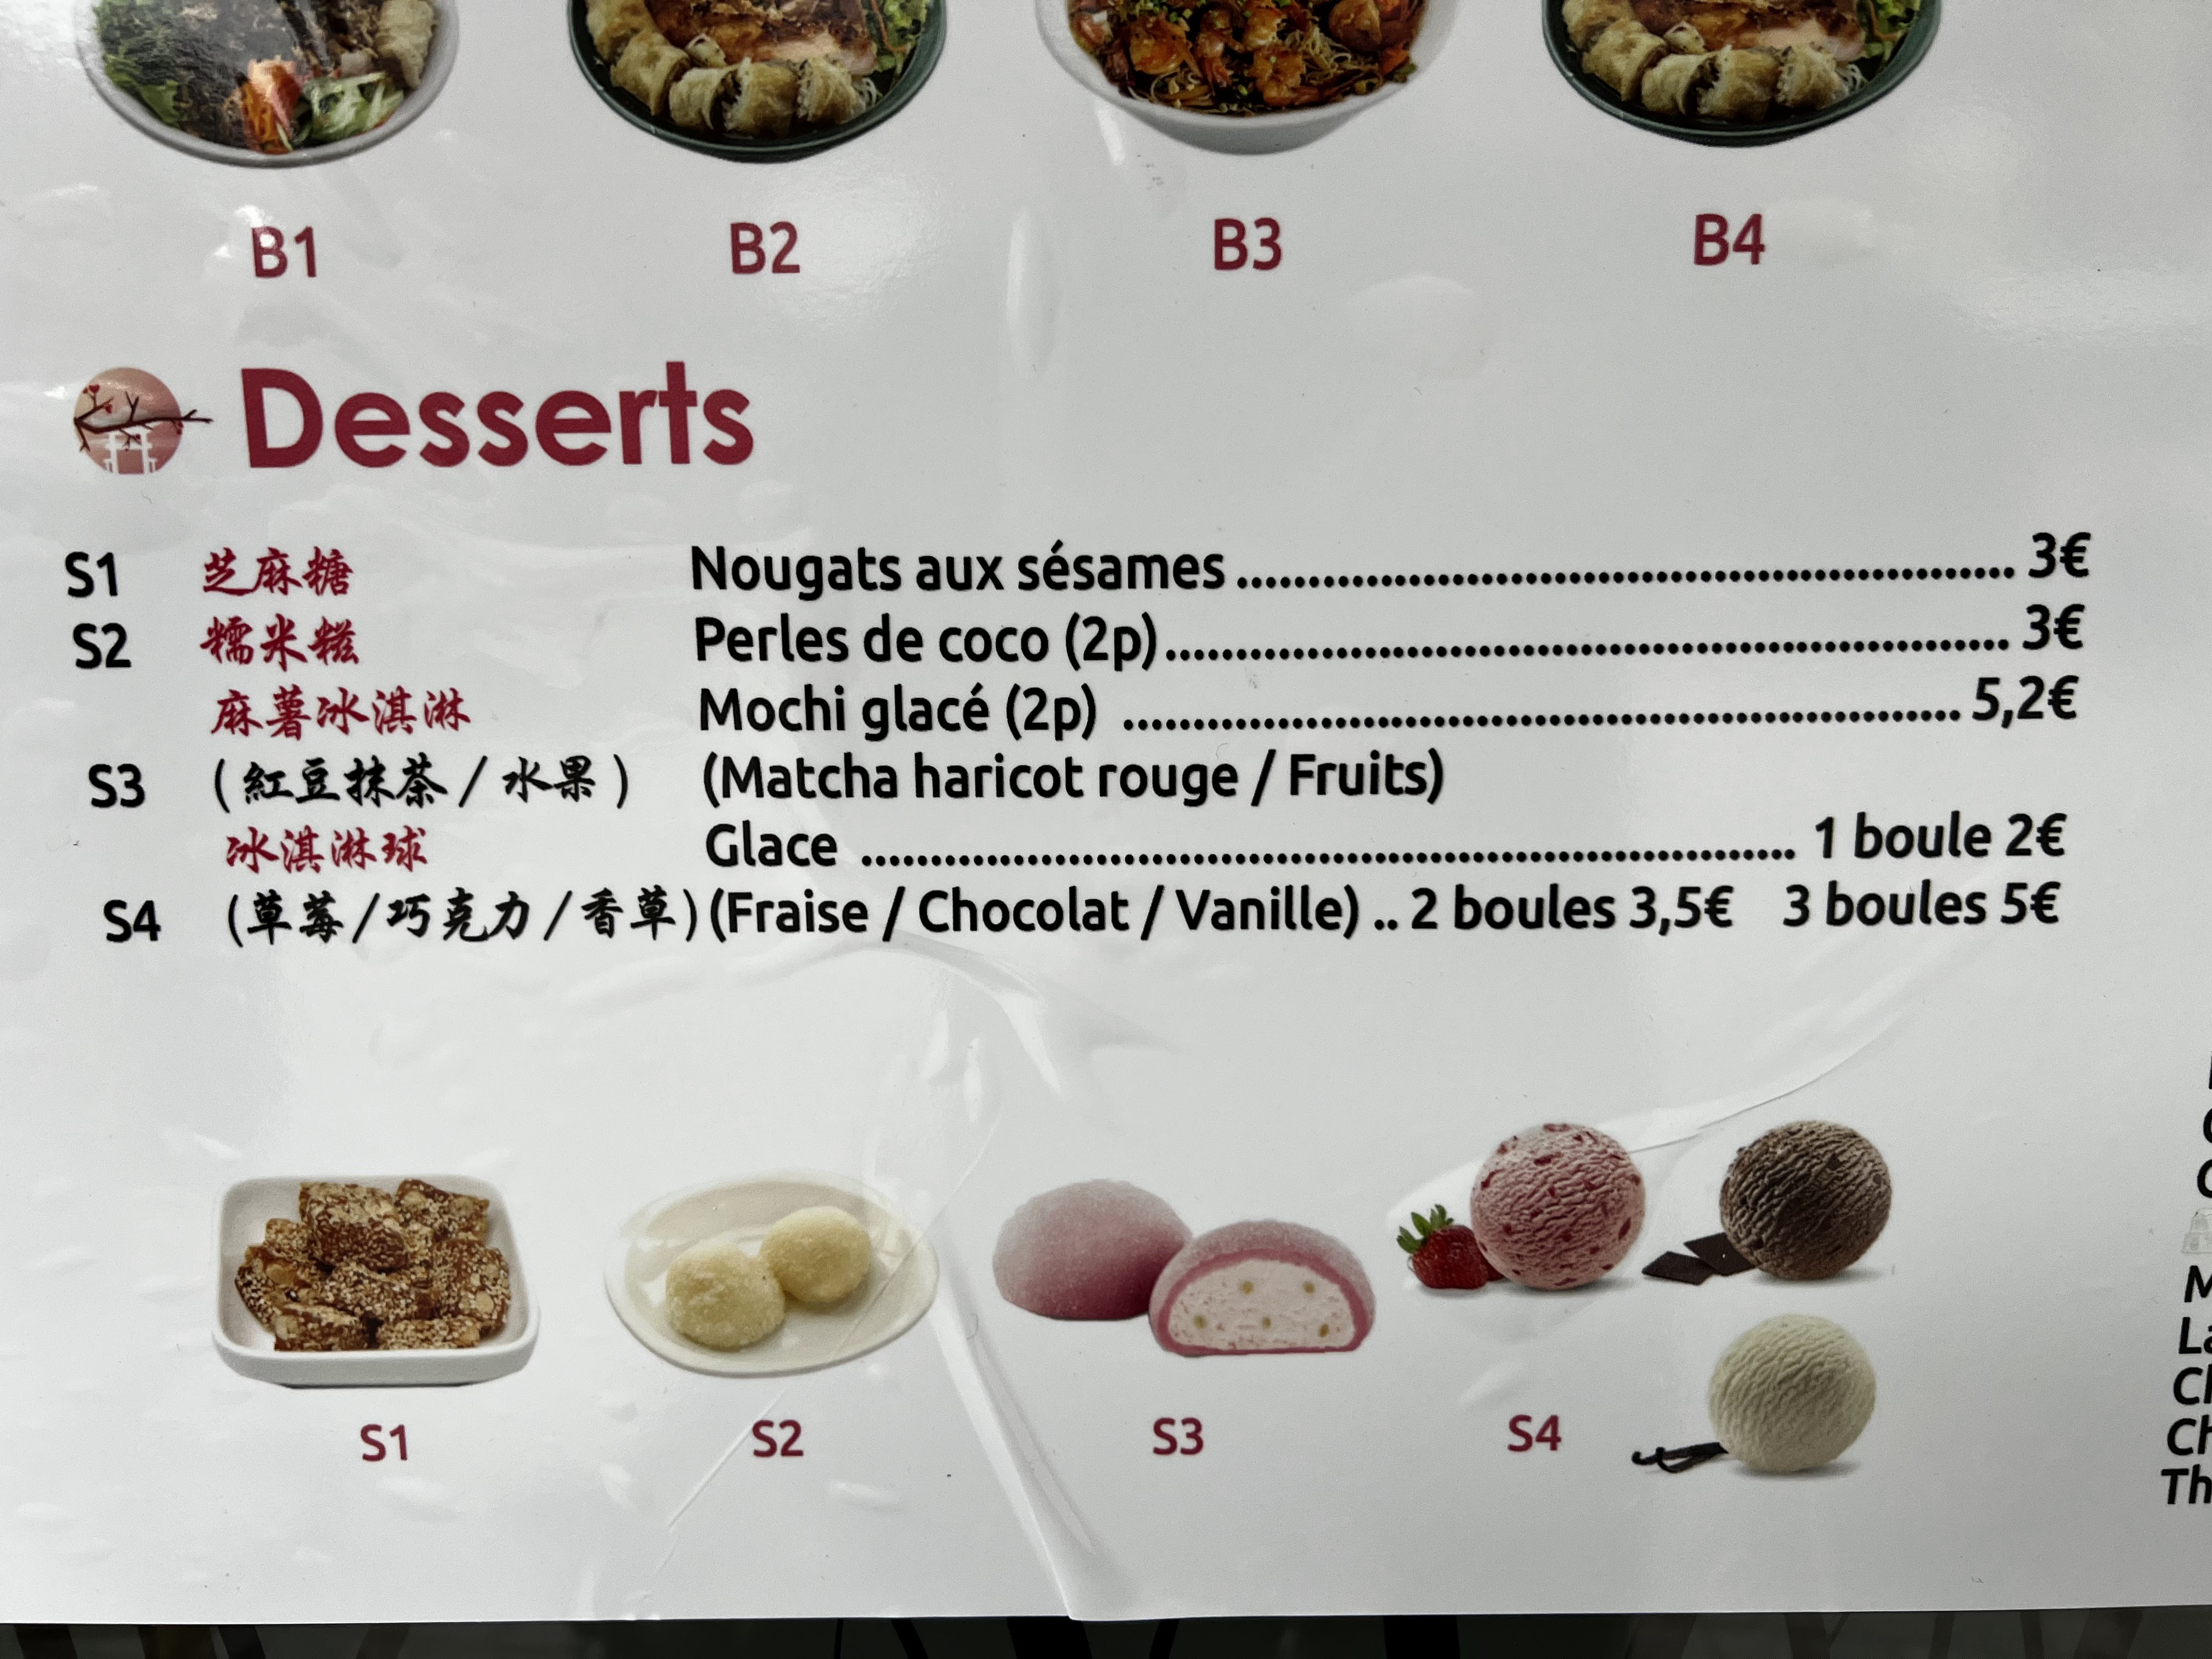 B1 B2 B3 B4
Desserts
S1 芝麻糖 Nougats aux sésames ........ 3€
S2 糯米糍 Perles de coco (2p) ........ 3€
麻薯冰淇淋 Mochi glacé (2p) ........ 5,2€
S3 (紅豆抹茶/水果) (Matcha haricot rouge / Fruits)
冰淇淋球 Glace ........ 1 boule 2€
S4 (草莓/巧克力/香草) (Fraise / Chocolat / Vanille) .. 2 boules 3,5€ 3 boules 5€
S1 S2 S3 S4